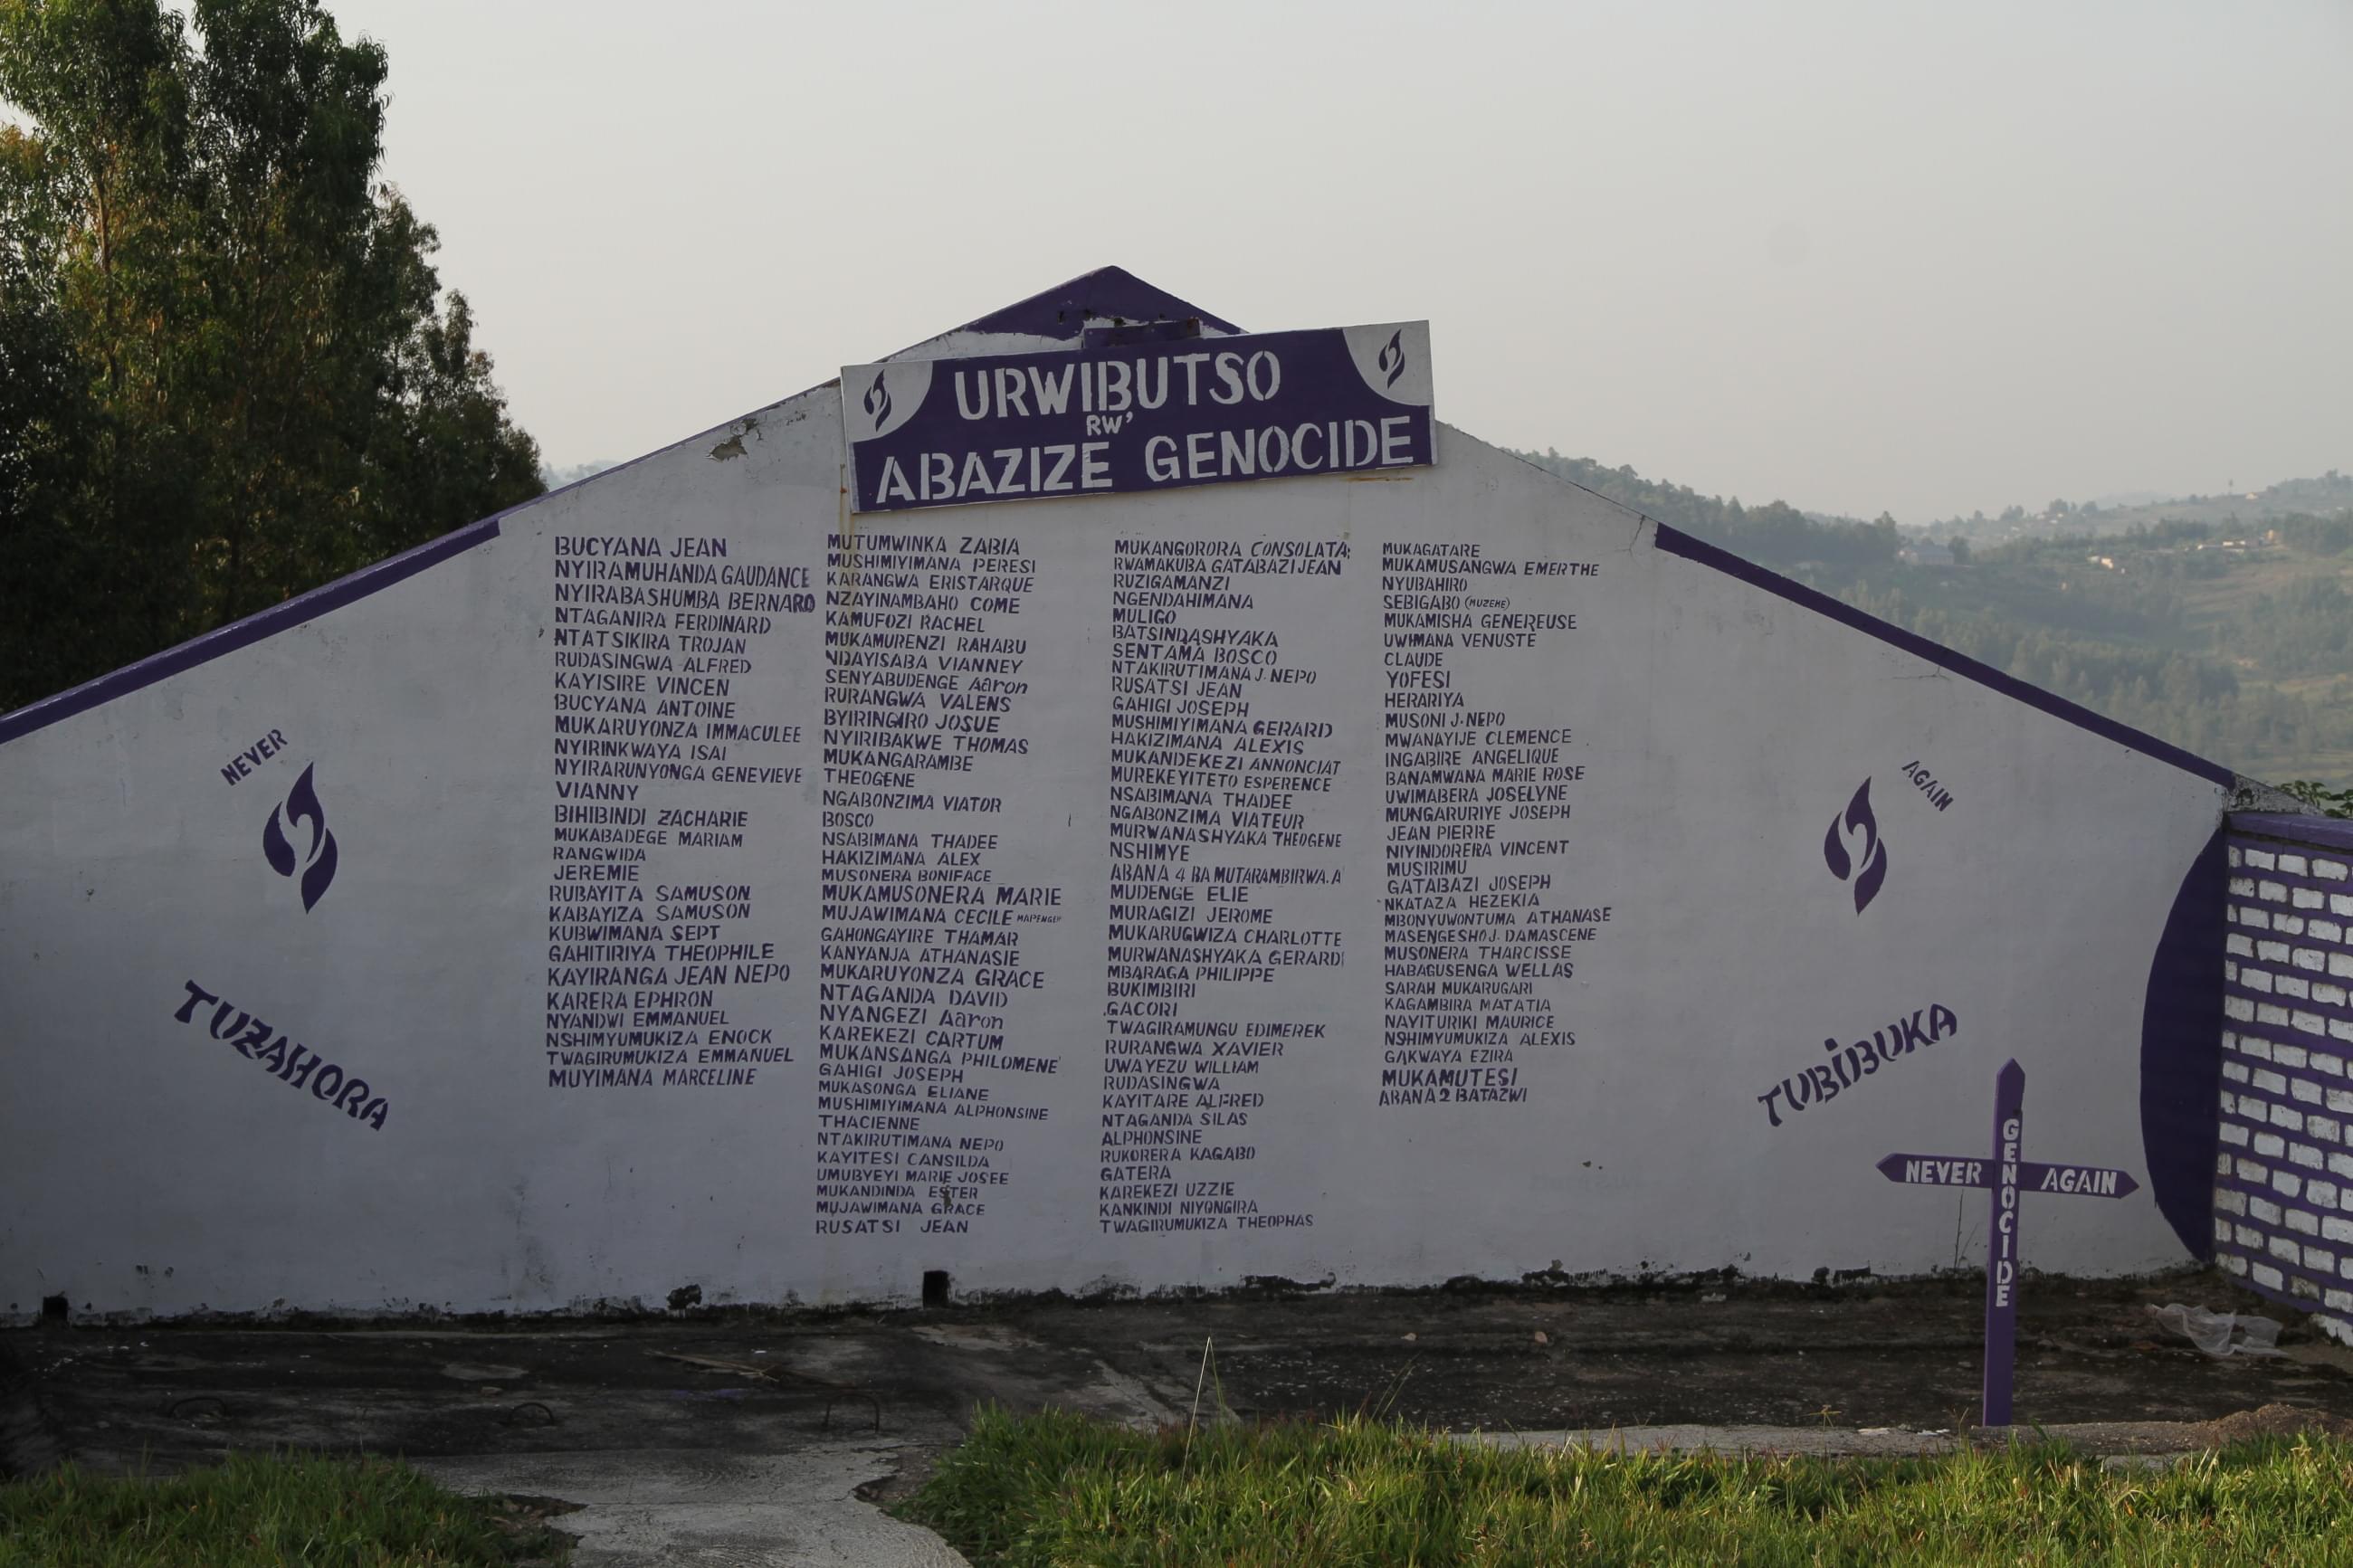 URWIBUTSO
RW'
ABAZIZE GENOCIDE
NEVER
TUZAHORA
BUCYANA JEAN
NYIRAMUHANDA GAUDANCE
NYIRABASHUMBA BERNARD
NTAGANIRA FERDINARD
NTATSIKIRA TROJAN
RUDASINGWA ALFRED
KAYISIRE VINCEN
BUCYANA ANTOINE
MUKARUYONZA IMMACULEE
NYIRINKWAYA ISAI
NYIRARUNYONGA GENEVIEVE
VIANNY
BIHIBINDI ZACHARIE
MUKABADEGE MARIAM
RANGWIDA
JEREMIE
RUBAYITA SAMUSON
KABAYIZA SAMUSON
KUBWIMANA SEPT
GAHITIRIYA THEOPHILE
KAYIRANGA JEAN NEPO
KARERA EPHRON
NYANDWI EMMANUEL
NSHIMYUMUKIZA ENOCK
TWAGIRUMUKIZA EMMANUEL
MUYIMANA MARCELINE
MUTUMWINKA ZABIA
MUSHIMIYIMANA PERESI
KARANGWA ERISTARQUE
NZAYINAMBAHO COME
KAMUFOZI RACHEL
MUKAMURENZI RAHABU
NDAYISABA VIANNEY
SENYABUDENGE Aaron
RURANGWA VALENS
BYIRINGIRO JOSUE
NYIRIBAKWE THOMAS
MUKANGARAMBE
THEOGENE
NGABONZIMA VIATOR
BOSCO
NSABIMANA THADEE
HAKIZIMANA ALEX
MUSONERA BONIFACE
MUKAMUSONERA MARIE
MUJAWIMANA CECILE
GAHONGAYIRE THAMAR
KANYANJA ATHANASIE
MUKARUYONZA GRACE
NTAGANDA DAVID
NYANGEZI Aaron
KAREKEZI CARTUM
MUKANSANGA PHILOMENE
GAHIGI JOSEPH
MUKASONGA ELIANE
MUSHIMIYIMANA ALPHONSINE
THACIENNE
NTAKIRUTIMANA NEPO
KAYITESI CANSILDA
UMUBYEYI MARIE JOSEE
MUKANDINDA ESTER
MUJAWIMANA GRACE
RUSATSI JEAN
MUKANGORORA CONSOLATA
RWAMAKUBA GATABAZI JEAN
RUZIGAMANZI
NGENDAHIMANA
MULIGO
BATSINDASHYAKA
SENTAMA BOSCO
NTAKIRUTIMANA J. NEPO
RUSATSI JEAN
GAHIGI JOSEPH
MUSHIMIYIMANA GERARD
HAKIZIMANA ALEXIS
MUKANDEKEZI ANNONCIAT
MUREKEYITETO ESPERENCE
NSABIMANA THADEE
NGABONZIMA VIATEUR
MURWANASHYAKA THEOGENE
NSHIMYE
ABANA 4 BA MUTARAMBIRWA.A
MUDENGE ELIE
MURAGIZI JEROME
MUKARUGWIZA CHARLOTTE
MURWANASHYAKA GERARD
MBARAGA PHILIPPE
BUKIMBIRI
GACORI
TWAGIRAMUNGU EDIMEREK
RURANGWA XAVIER
UWAYEZU WILLIAM
RUDASINGWA
KAYITARE ALFRED
NTAGANDA SILAS
ALPHONSINE
RUKORERA KAGABO
GATERA
KAREKEZI UZZIE
KANKINDI NIYONGIRA
TWAGIRUMUKIZA THEOPHAS
MUKAGATARE
MUKAMUSANGWA EMERTHE
NYUBAHIRO
SEBIGABO (MUZEHE)
MUKAMISHA GENEREUSE
UWIMANA VENUSTE
CLAUDE
YOFESI
HERARIYA
MUSONI J. NEPO
MWANAYIJE CLEMENCE
INGABIRE ANGELIQUE
BANAMWANA MARIE ROSE
UWIMABERA JOSELYNE
MUNGARURIYE JOSEPH
JEAN PIERRE
NIYINDORERA VINCENT
MUSIRIMU
GATABAZI JOSEPH
NKATAZA HEZEKIA
MBONYUWONTUMA ATHANASE
MASENGESHO J. DAMASCENE
MUSONERA THARCISSE
HABAGUSENGA WELLAS
SARAH MUKARUGARI
KAGAMBIRA MATATIA
NAYITURIKI MAURICE
NSHIMYUMUKIZA ALEXIS
GAKWAYA EZIRA
MUKAMUTESI
ABANA 2 BATAZWI
AGAIN
TUBIBUKA
NEVER AGAIN
GENOCIDE